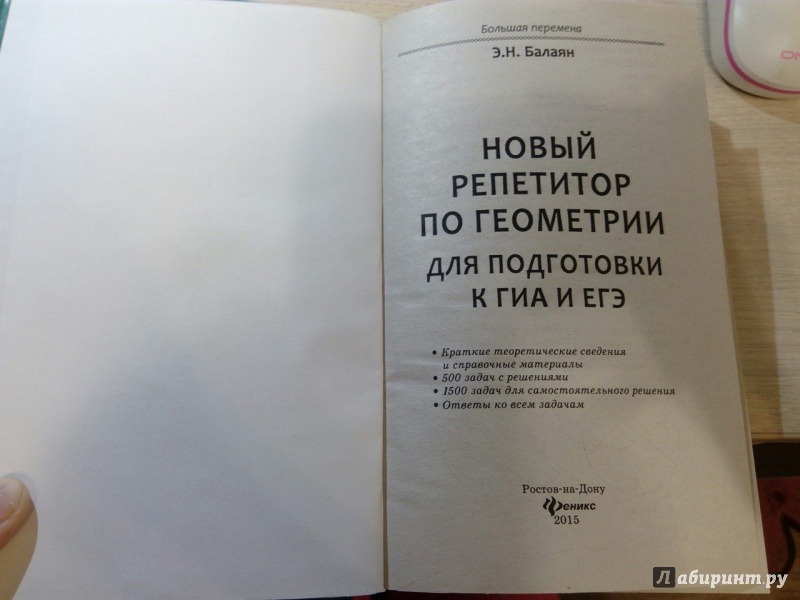 Большая перемена
Э.Н. Балаян
НОВЫЙ
РЕПЕТИТОР
ПО ГЕОМЕТРИИ
ДЛЯ ПОДГОТОВКИ
К ГИА И ЕГЭ
• Краткие теоретические сведения
и справочные материалы
• 500 задач с решениями
• 1500 задач для самостоятельного решения
• Ответы ко всем задачам
Ростов-на-Дону
Феникс
2015
Лабиринт.ру